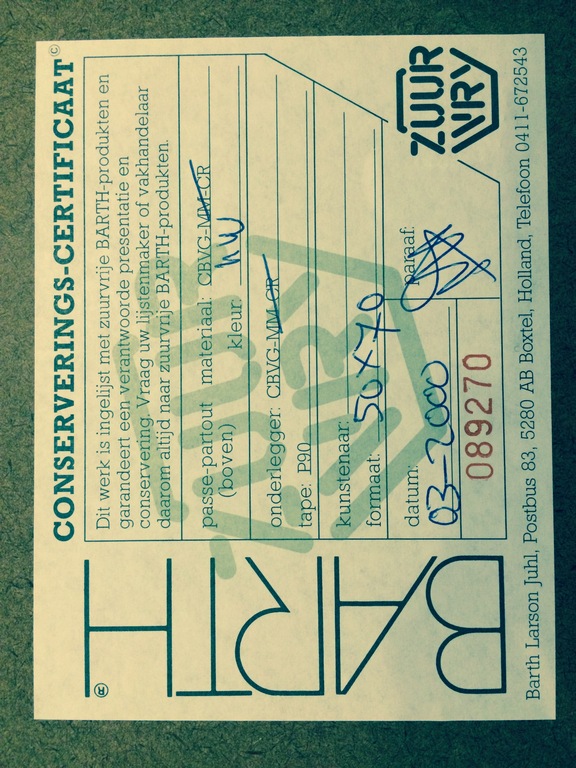 CONSERVERINGS-CERTIFICAAT©
BARTH®
Dit werk is ingelijst met zuurvrije BARTH-produkten en
garandeert een verantwoorde presentatie en
conservering. Vraag uw lijstenmaker of vakhandelaar
daarom altijd naar zuurvrije BARTH-produkten.
passe-partout materiaal: CBVG-MM-CR
(boven) kleur:
onderlegger: CBVG-MM-CR
tape: P90
kunstenaar:
formaat: 50x70
datum: paraaf:
03-2000
089270
ZUUR
VRY
Barth Larson Juhl, Postbus 83, 5280 AB Boxtel, Holland, Telefoon 0411-672543